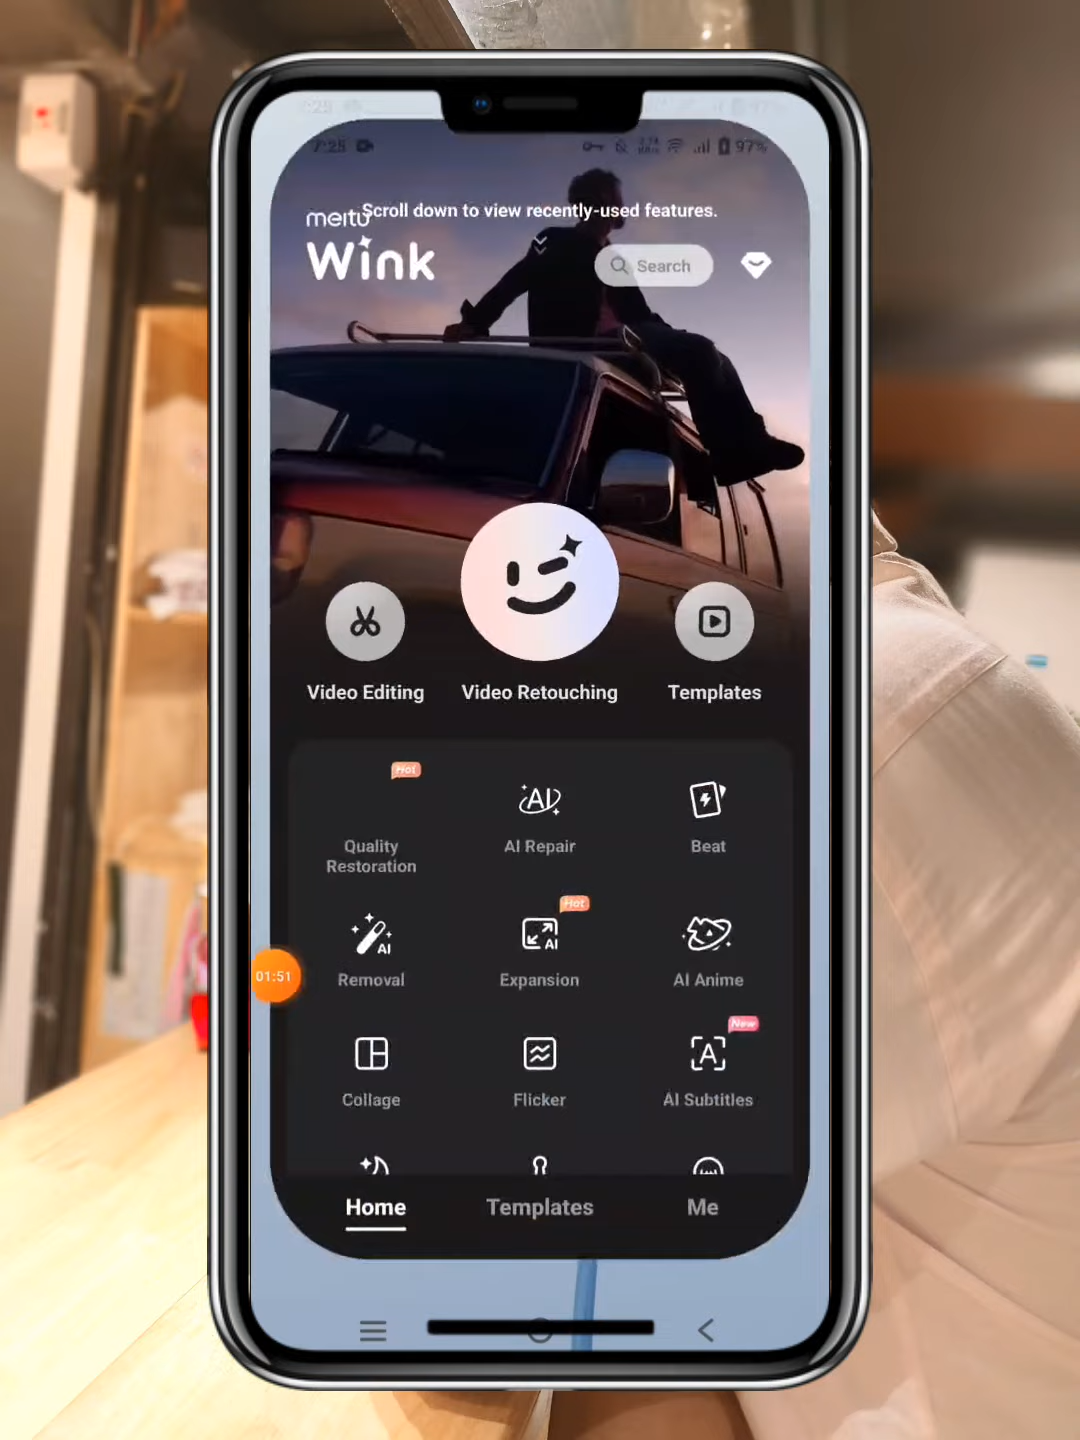 7:25
97%
Scroll down to view recently-used features.
meitu
Wink
Search
Video Editing
Video Retouching
Templates
Hot
Quality
Restoration
AI
AI Repair
Beat
Hot
AI
Removal
AI
Expansion
AI Anime
01:51
New
Collage
Flicker
A
AI Subtitles
Home
Templates
Me